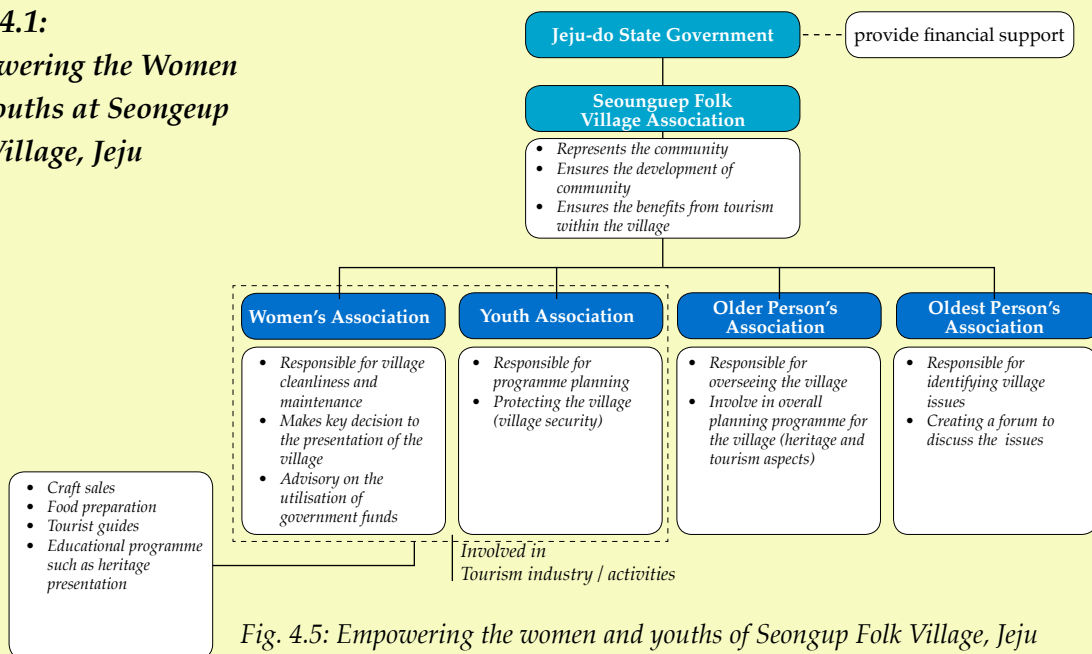 4.1:
wering the Women
ouths at Seongeup
Village, Jeju
Jeju-do State Government
provide financial support
Seounguep Folk
Village Association
• Represents the community
• Ensures the development of
community
• Ensures the benefits from tourism
within the village
Women's Association
• Responsible for village
cleanliness and
maintenance
• Makes key decision to
the presentation of the
village
• Advisory on the
utilisation of
government funds
Youth Association
• Responsible for
programme planning
• Protecting the village
(village security)
Older Person's
Association
• Responsible for
overseeing the village
• Involve in overall
planning programme for
the village (heritage and
tourism aspects)
Oldest Person's
Association
• Responsible for
identifying village
issues
• Creating a forum to
discuss the issues
• Craft sales
• Food preparation
• Tourist guides
• Educational programme
such as heritage
presentation
Involved in
Tourism industry / activities
Fig. 4.5: Empowering the women and youths of Seongup Folk Village, Jeju